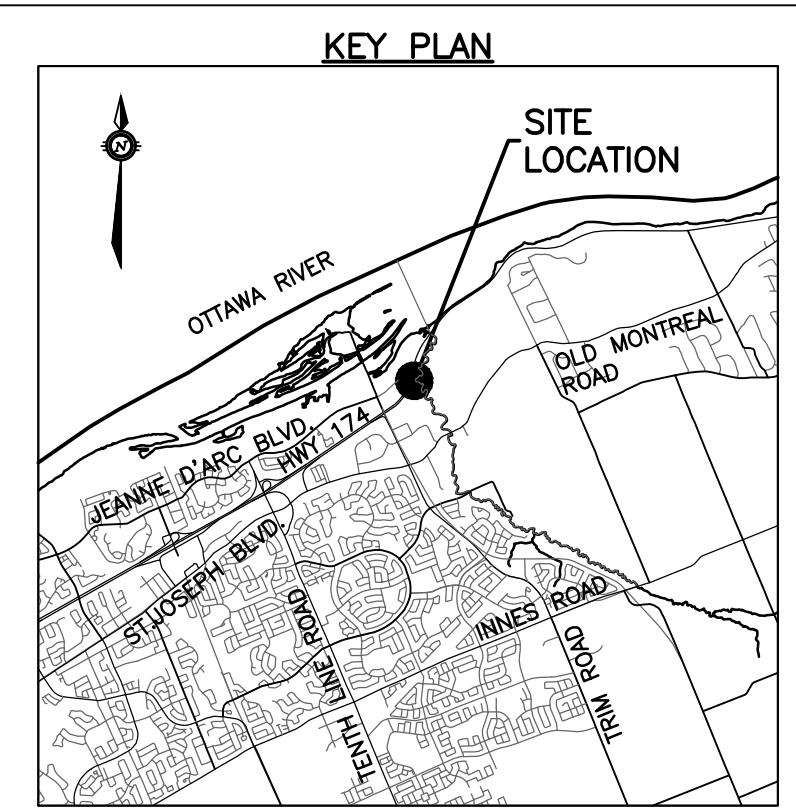 KEY PLAN
SITE
LOCATION
N
OTTAWA RIVER
OLD MONTREAL
ROAD
JEANNE D'ARC BLVD.
HWY 174
ST.JOSEPH BLVD.
TENTH LINE ROAD
INNES ROAD
TRIM ROAD